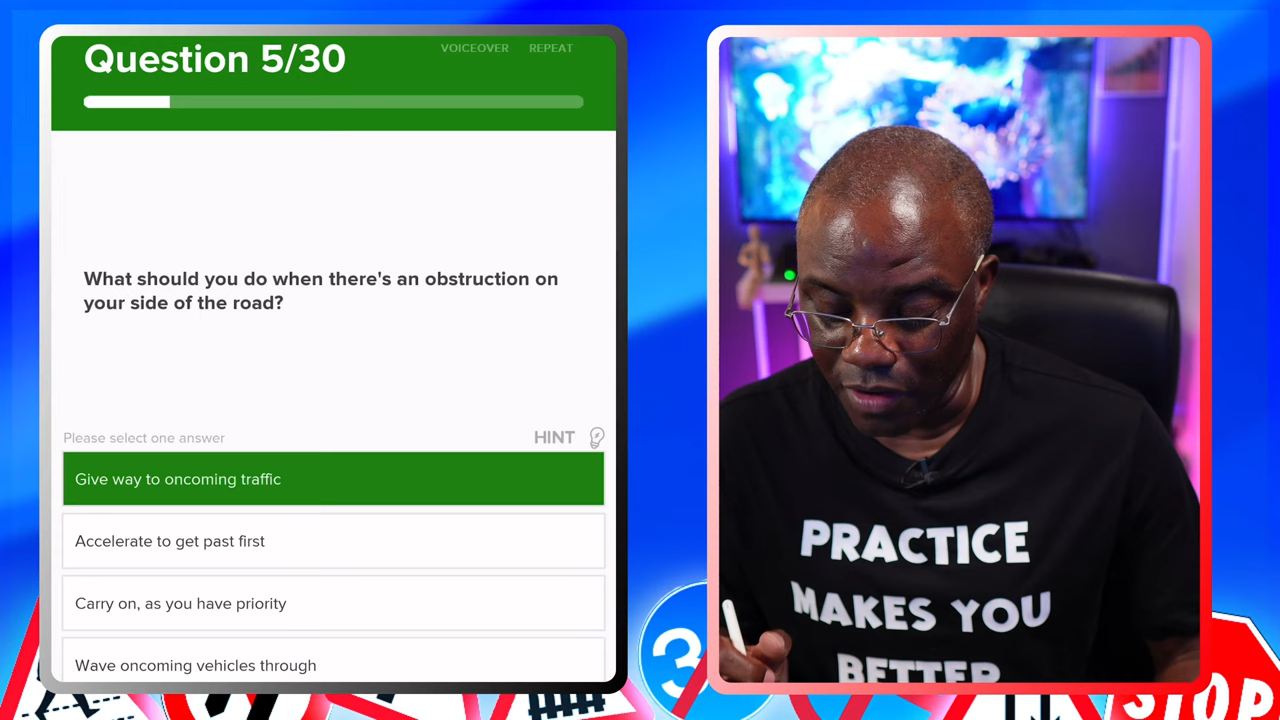 Question 5/30
VOICEOVER
REPEAT
What should you do when there's an obstruction on
your side of the road?
Please select one answer
HINT
Give way to oncoming traffic
Accelerate to get past first
Carry on, as you have priority
Wave oncoming vehicles through
PRACTICE
MAKES YOU
BETTER
3
STOP